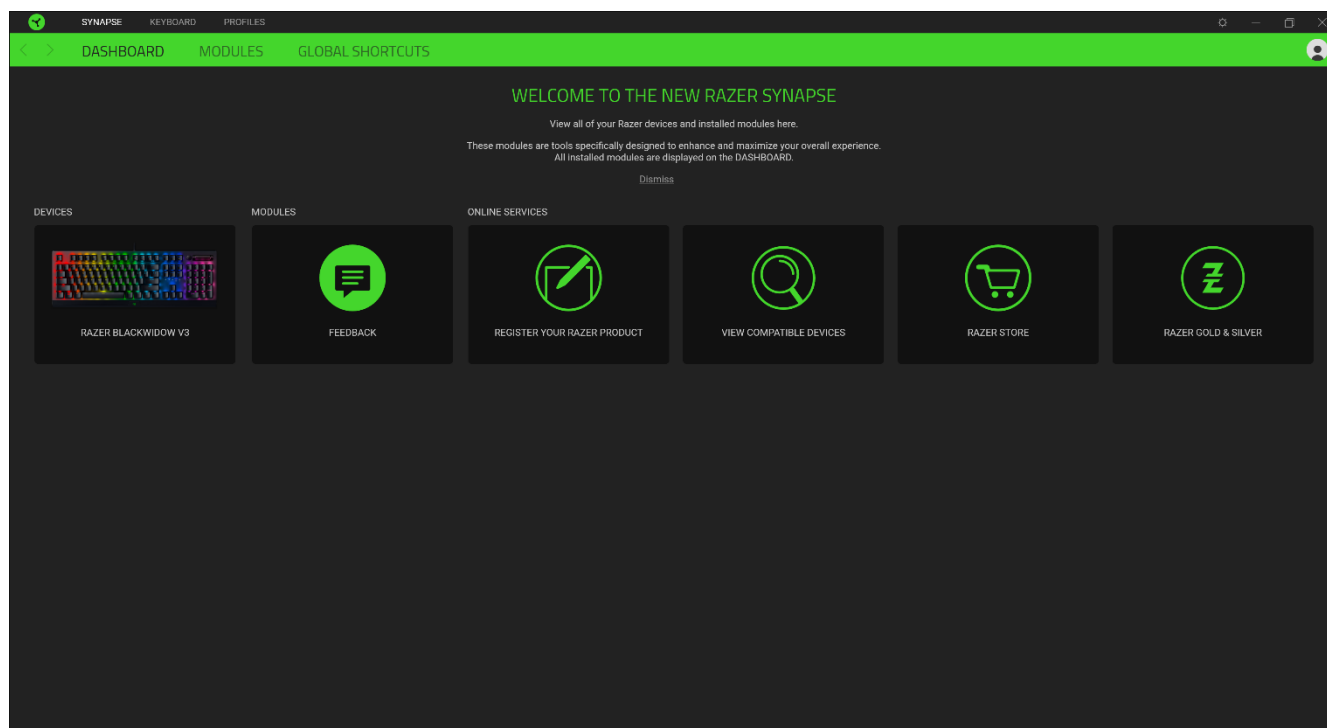 SYNAPSE KEYBOARD PROFILES
DASHBOARD MODULES GLOBAL SHORTCUTS
WELCOME TO THE NEW RAZER SYNAPSE
View all of your Razer devices and installed modules here.
These modules are tools specifically designed to enhance and maximize your overall experience.
All installed modules are displayed on the DASHBOARD.
Dismiss
DEVICES MODULES ONLINE SERVICES
RAZER BLACKWIDOW V3 FEEDBACK REGISTER YOUR RAZER PRODUCT VIEW COMPATIBLE DEVICES RAZER STORE RAZER GOLD & SILVER